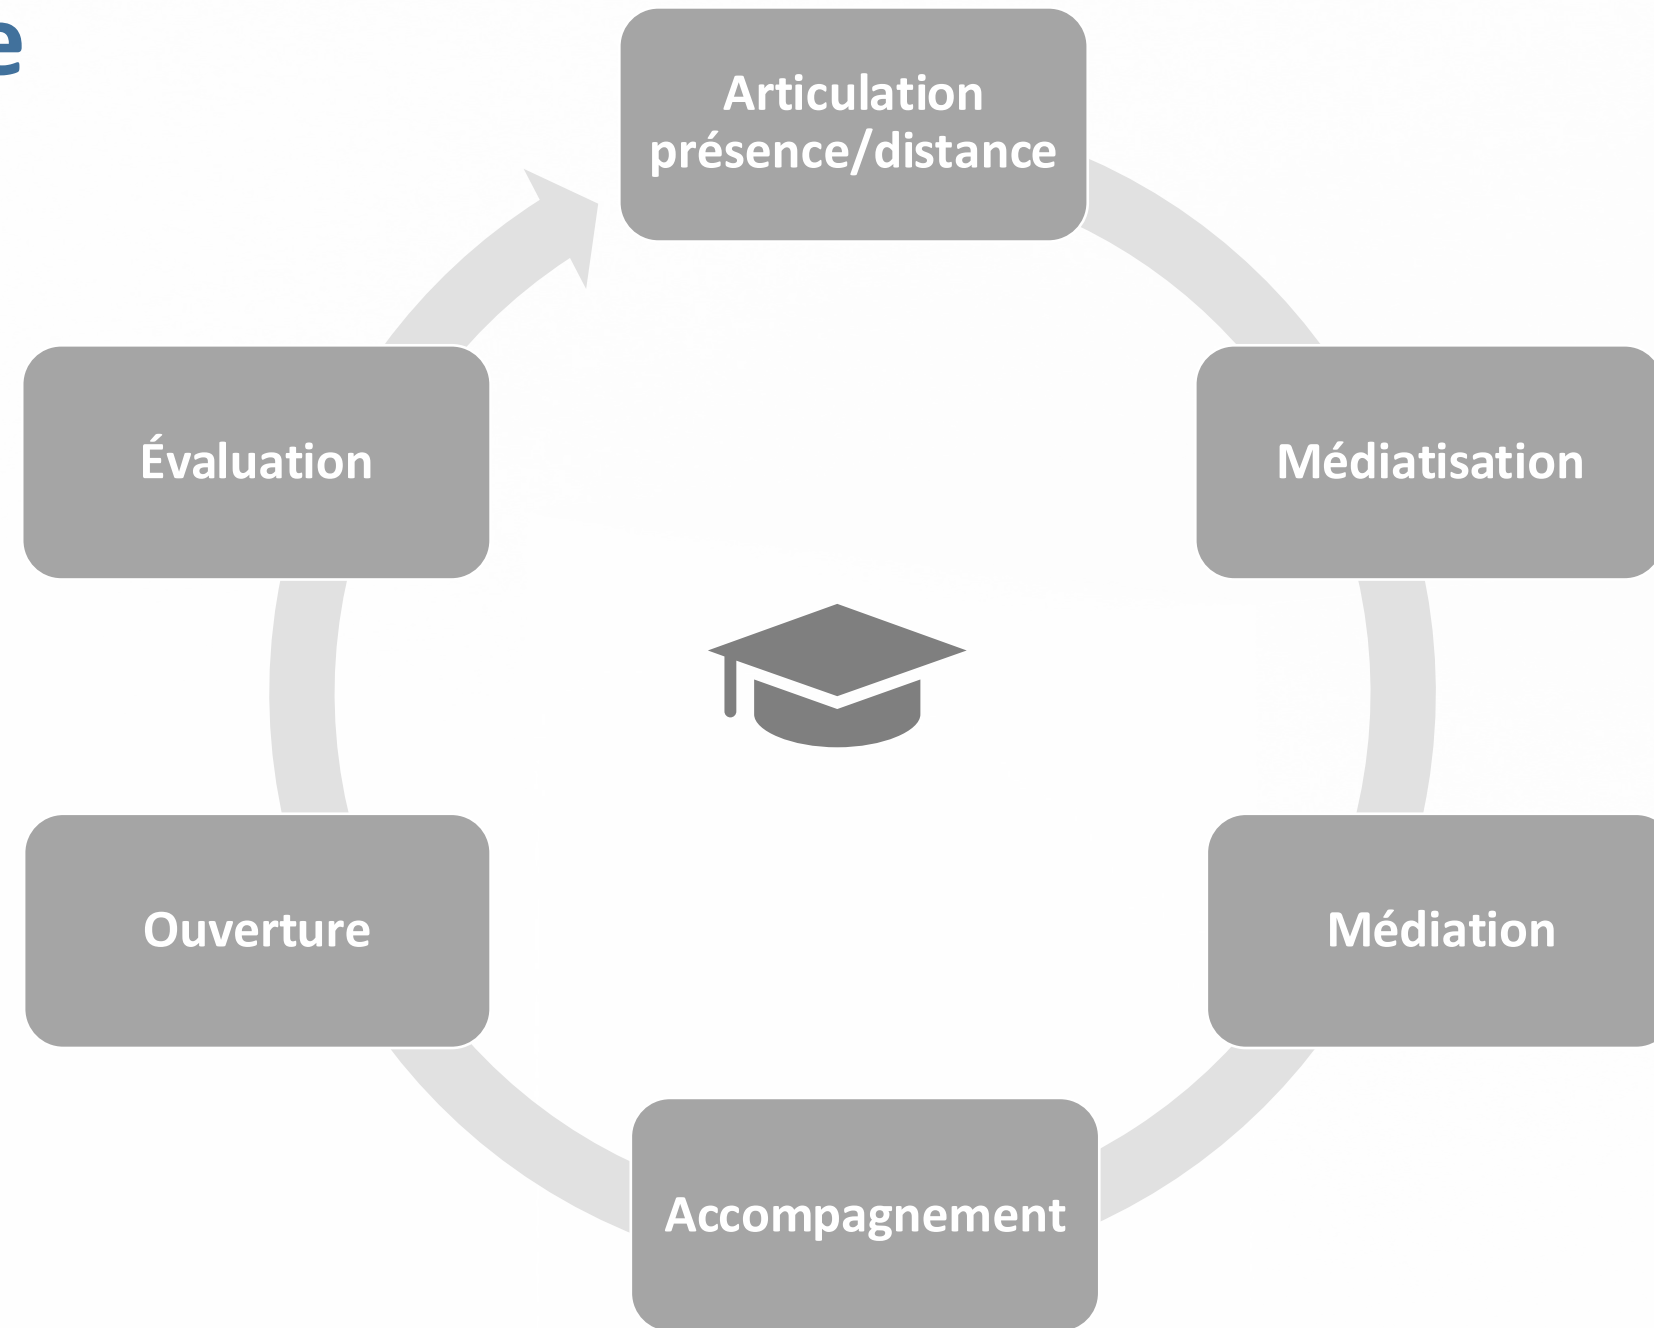 e
Articulation
présence/distance
Médiatisation
Médiation
Accompagnement
Ouverture
Évaluation